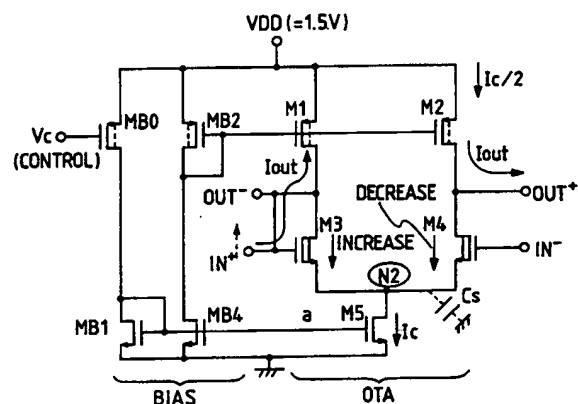 VDD (=1.5.V)
Ic/2
MB0
MB2
M1
M2
Vc
(CONTROL)
Iout
Iout
OUT⁻
DECREASE
OUT⁺
M3
M4
IN⁺
INCREASE
IN⁻
N2
Cs
MB1
MB4
a
M5
Ic
BIAS
OTA